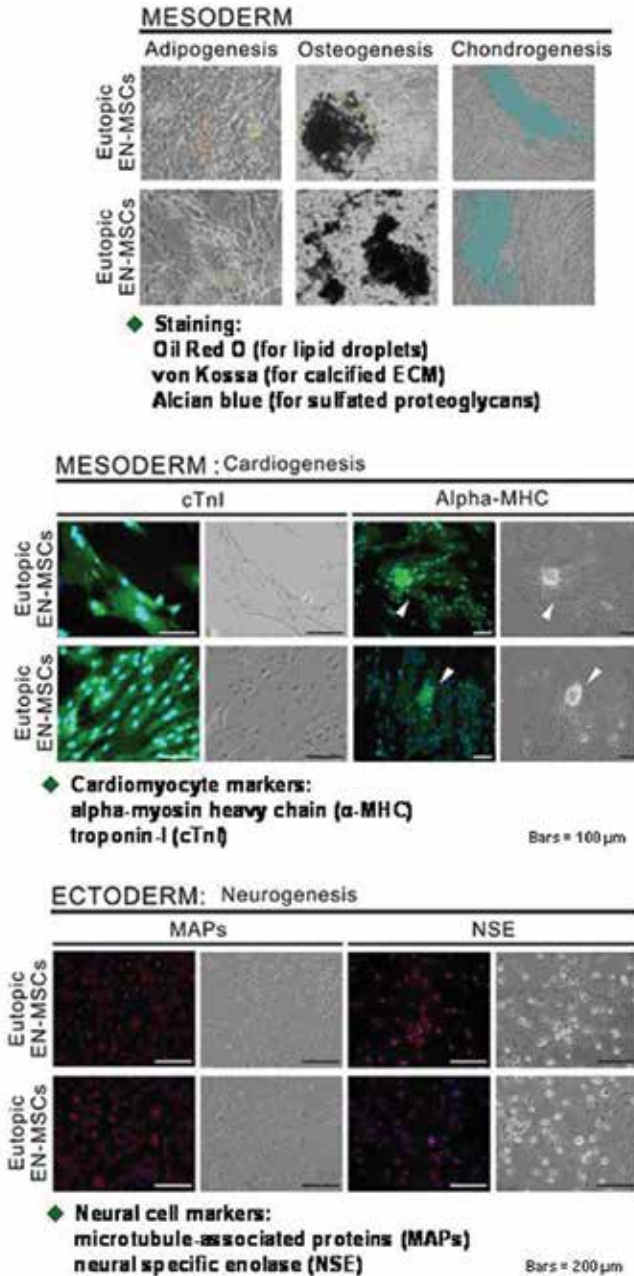 MESODERM
Adipogenesis Osteogenesis Chondrogenesis
Eutopic
EN-MSCs
Eutopic
EN-MSCs
◆ Staining:
Oil Red O (for lipid droplets)
von Kossa (for calcified ECM)
Alcian blue (for sulfated proteoglycans)
MESODERM : Cardiogenesis
cTnI Alpha-MHC
Eutopic
EN-MSCs
Eutopic
EN-MSCs
◆ Cardiomyocyte markers:
alpha-myosin heavy chain (α-MHC)
troponin-I (cTnI)
Bars = 100 µm
ECTODERM: Neurogenesis
MAPs NSE
Eutopic
EN-MSCs
Eutopic
EN-MSCs
◆ Neural cell markers:
microtubule-associated proteins (MAPs)
neural specific enolase (NSE)
Bars = 200 µm